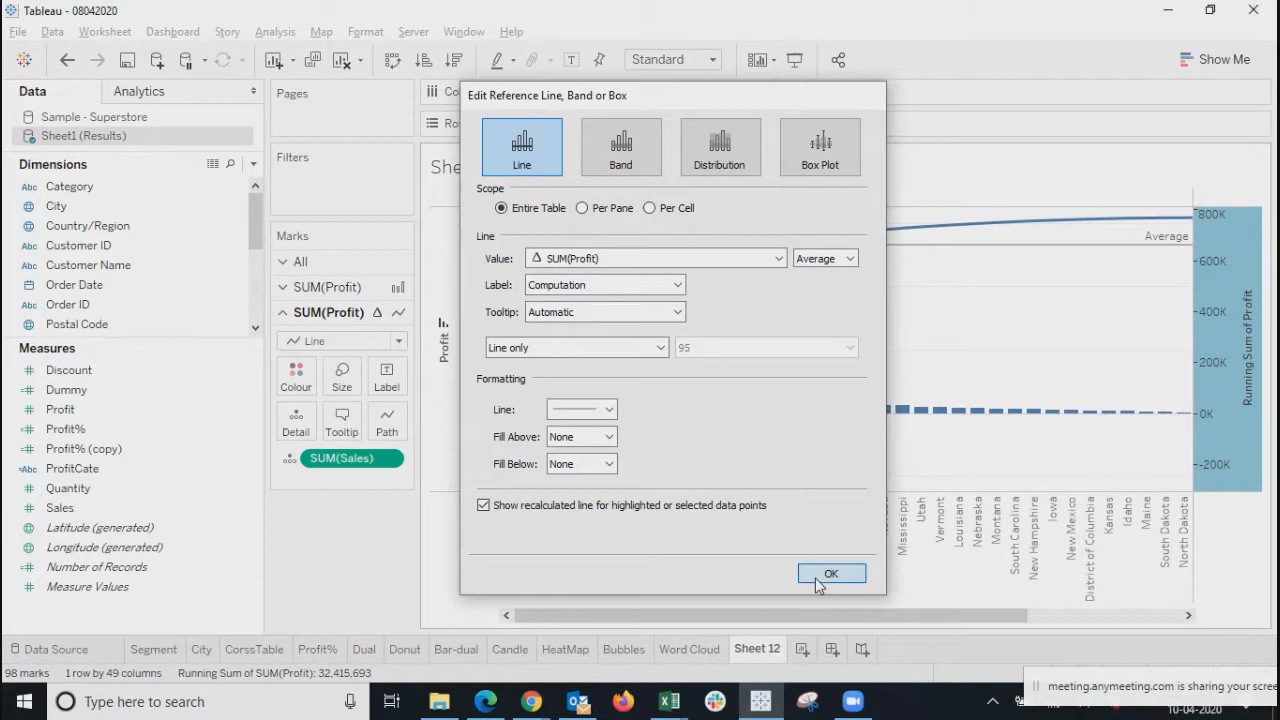 Tableau - 08042020
File Data Worksheet Dashboard Story Analysis Map Format Server Window Help
Standard
Show Me
Data
Analytics
Sample - Superstore
Sheet1 (Results)
Dimensions
Abc Category
City
Country/Region
Abc Customer ID
Abc Customer Name
Order Date
Abc Order ID
Postal Code
Measures
Discount
Dummy
Profit
Profit%
Profit% (copy)
Abc ProfitCate
Quantity
Sales
Latitude (generated)
Longitude (generated)
Number of Records
Measure Values
Pages
Filters
Marks
All
SUM(Profit)
SUM(Profit)
Line
Colour Size Label
Detail Tooltip Path
SUM(Sales)
Edit Reference Line, Band or Box
Line Band Distribution Box Plot
Scope
Entire Table Per Pane Per Cell
Line
Value: SUM(Profit) Average
Label: Computation
Tooltip: Automatic
Line only 95
Formatting
Line:
Fill Above: None
Fill Below: None
Show recalculated line for highlighted or selected data points
OK
Profit
Average
800K
600K
400K
200K
0K
-200K
Running Sum of Profit
Mississippi
Utah
Vermont
Louisiana
Nebraska
Montana
South Carolina
New Hampshire
Iowa
New Mexico
District of Columbia
Kansas
Idaho
Maine
South Dakota
North Dakota
Data Source Segment City CorssTable Profit% Dual Donut Bar-dual Candle HeatMap Bubbles Word Cloud Sheet 12
98 marks 1 row by 49 columns Running Sum of SUM(Profit): 32,415,693
Type here to search
meeting.anymeeting.com is sharing your scree
10-04-2020